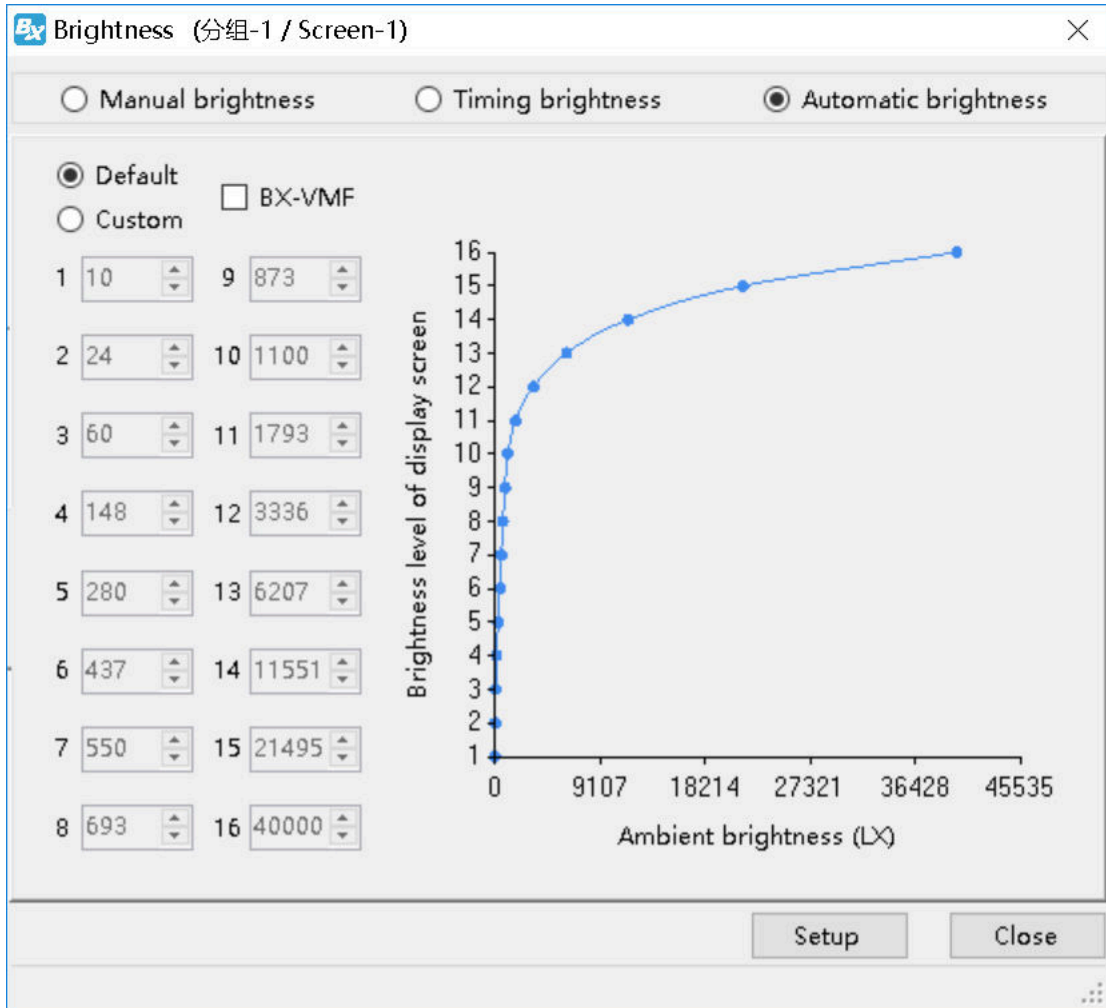 BX Brightness (分组-1 / Screen-1)
Manual brightness Timing brightness Automatic brightness
Default
BX-VMF
Custom
1 10 9 873
2 24 10 1100
3 60 11 1793
4 148 12 3336
5 280 13 6207
6 437 14 11551
7 550 15 21495
8 693 16 40000
Brightness level of display screen
16
15
14
13
12
11
10
9
8
7
6
5
4
3
2
1
0 9107 18214 27321 36428 45535
Ambient brightness (LX)
Setup Close